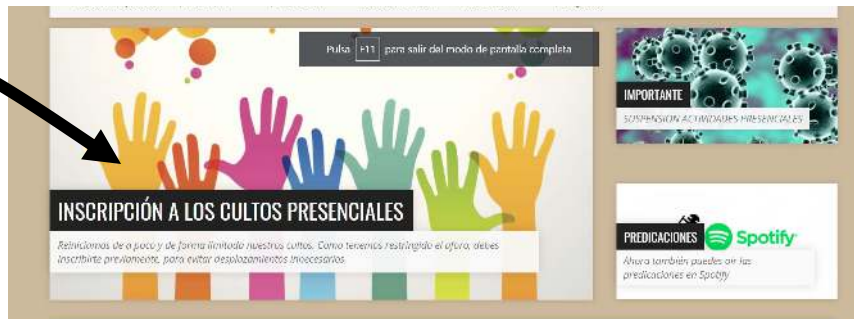 Pulsa F11 para salir del modo de pantalla completa
INSCRIPCIÓN A LOS CULTOS PRESENCIALES
Reiniciamos de a poco y de forma limitada nuestros cultos. Como tenemos restringido el aforo, debes
inscribirte previamente, para evitar desplazamientos innecesarios.
IMPORTANTE
SUSPENSION ACTIVIDADES PRESENCIALES
PREDICACIONES Spotify
Ahora también puedes oir las
predicaciones en Spotify